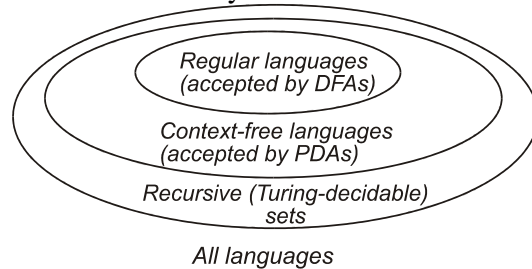 Regular languages
(accepted by DFAs)
Context-free languages
(accepted by PDAs)
Recursive (Turing-decidable)
sets
All languages